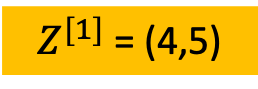 Z[1] = (4,5)